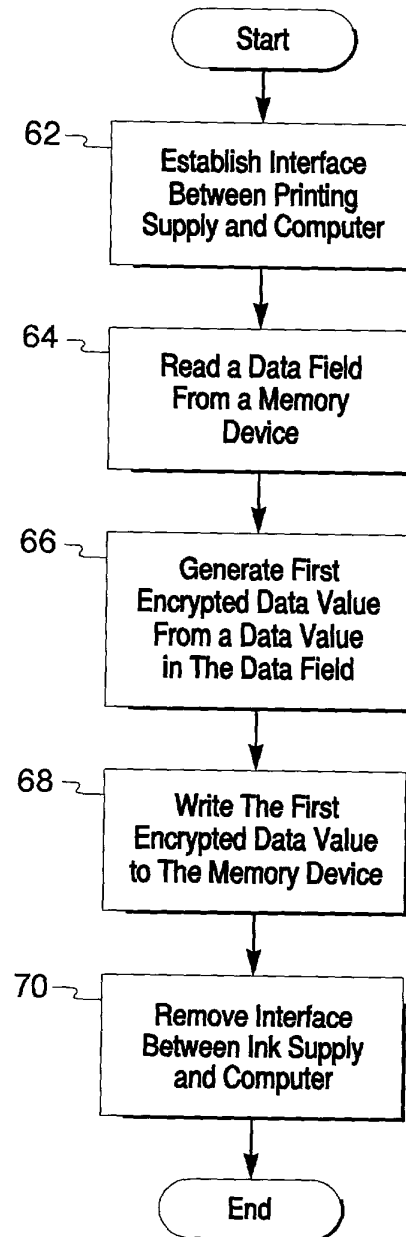 Start
62
Establish Interface
Between Printing
Supply and Computer
64
Read a Data Field
From a Memory
Device
66
Generate First
Encrypted Data Value
From a Data Value
in The Data Field
68
Write The First
Encrypted Data Value
to The Memory Device
70
Remove Interface
Between Ink Supply
and Computer
End